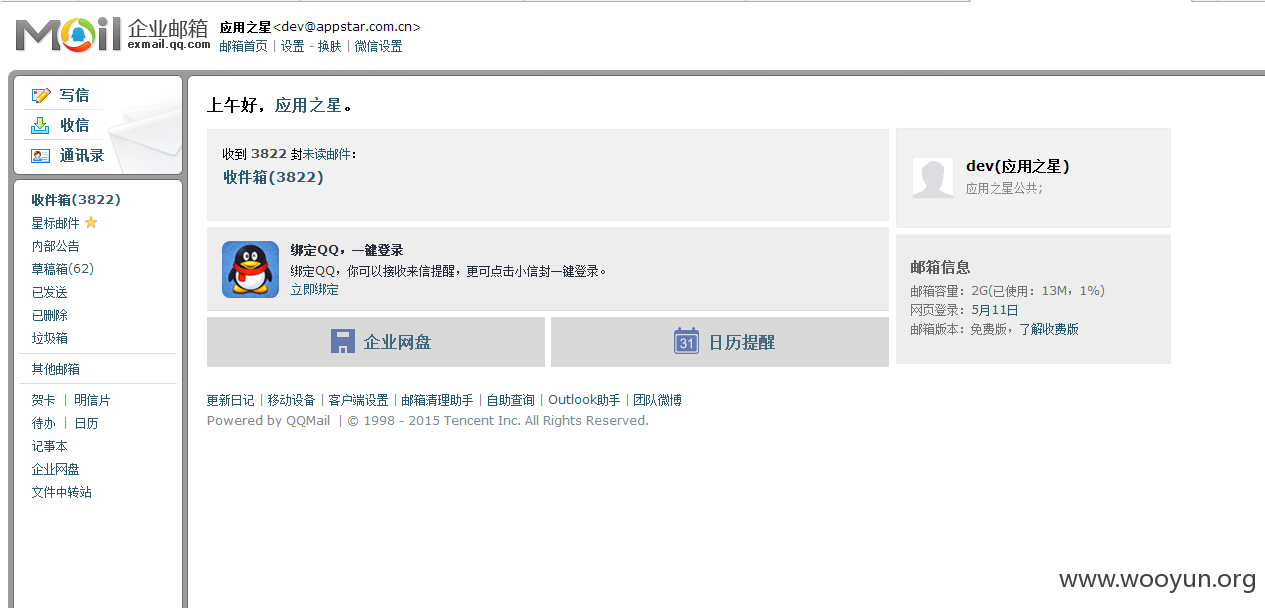 Mail 企业邮箱
exmail.qq.com
应用之星<dev@appstar.com.cn>
邮箱首页 | 设置 - 换肤 | 微信设置
写信
收信
通讯录
收件箱(3822)
星标邮件
内部公告
草稿箱(62)
已发送
已删除
垃圾箱
其他邮箱
贺卡 | 明信片
待办 | 日历
记事本
企业网盘
文件中转站
上午好，应用之星。
收到 3822 封未读邮件：
收件箱(3822)
绑定QQ，一键登录
绑定QQ，你可以接收来信提醒，更可点击小信封一键登录。
立即绑定
企业网盘
31 日历提醒
dev(应用之星)
应用之星公共;
邮箱信息
邮箱容量：2G(已使用：13M，1%)
网页登录：5月11日
邮箱版本：免费版，了解收费版
更新日记 | 移动设备 | 客户端设置 | 邮箱清理助手 | 自助查询 | Outlook助手 | 团队微博
Powered by QQMail | © 1998 - 2015 Tencent Inc. All Rights Reserved.
www.wooyun.org